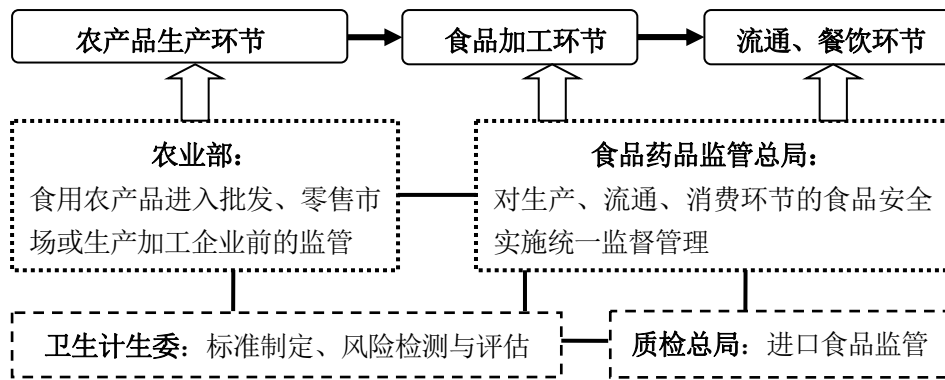 农产品生产环节
食品加工环节
流通、餐饮环节
农业部：
食用农产品进入批发、零售市
场或生产加工企业前的监管
食品药品监管总局：
对生产、流通、消费环节的食品安全
实施统一监督管理
卫生计生委：标准制定、风险检测与评估
质检总局：进口食品监管